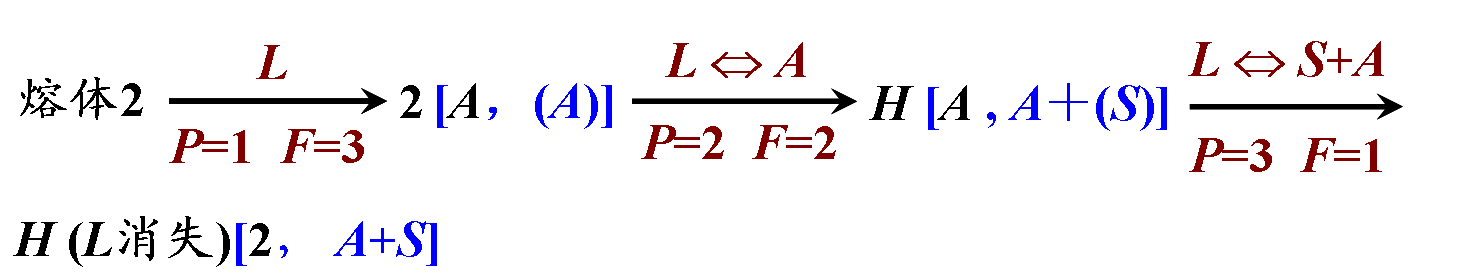 L L ⇔ A L ⇔ S+A
熔体2 ⟶ 2 [A，(A)] ⟶ H [A , A＋(S)] ⟶
P=1 F=3 P=2 F=2 P=3 F=1
H (L消失)[2， A+S]